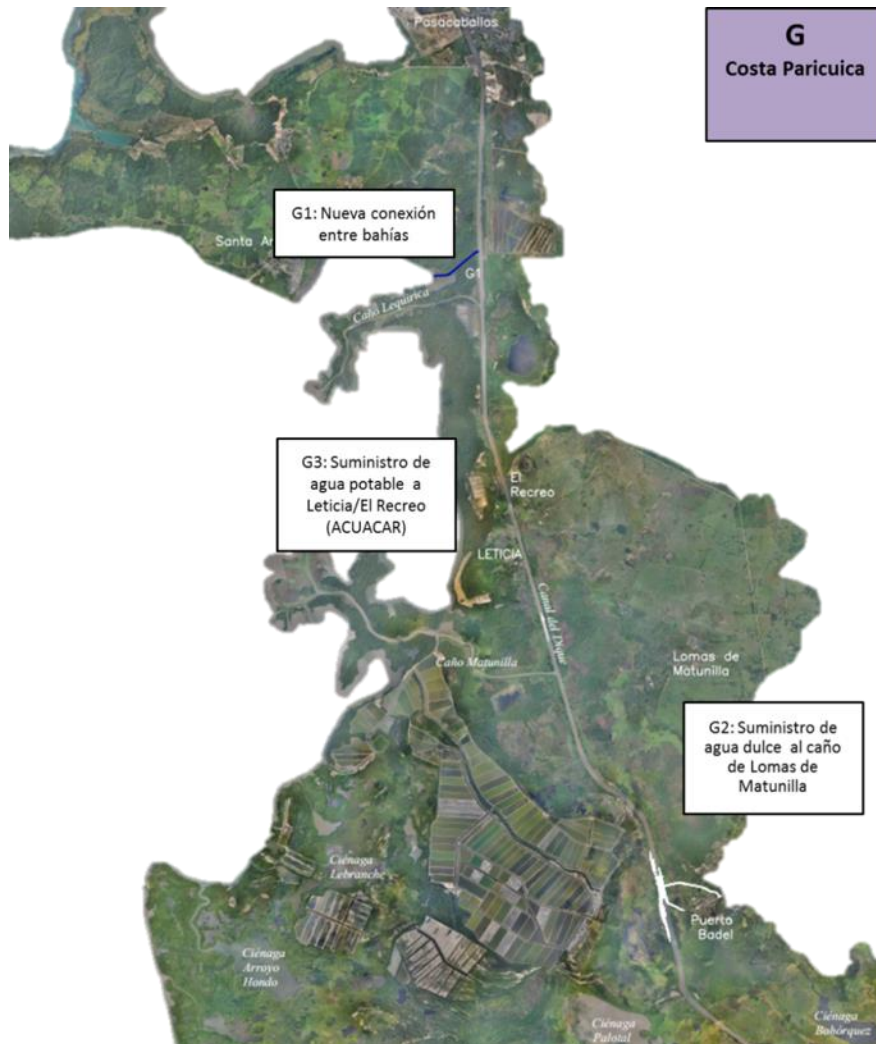 Pasacaballos
G
Costa Paricuica
G1: Nueva conexión
entre bahías
Santa
G1
Caño Lequirica
G3: Suministro de
agua potable a
Leticia/El Recreo
(ACUACAR)
El
Recreo
LETICIA
Canal del Dique
Caño Matunilla
Lomas de
Matunilla
G2: Suministro de
agua dulce al caño
de Lomas de
Matunilla
Ciénaga
Lebranche
Puerto
Badel
Ciénaga
Arroyo
Hondo
Ciénaga
Palotal
Ciénaga
Bohórquez